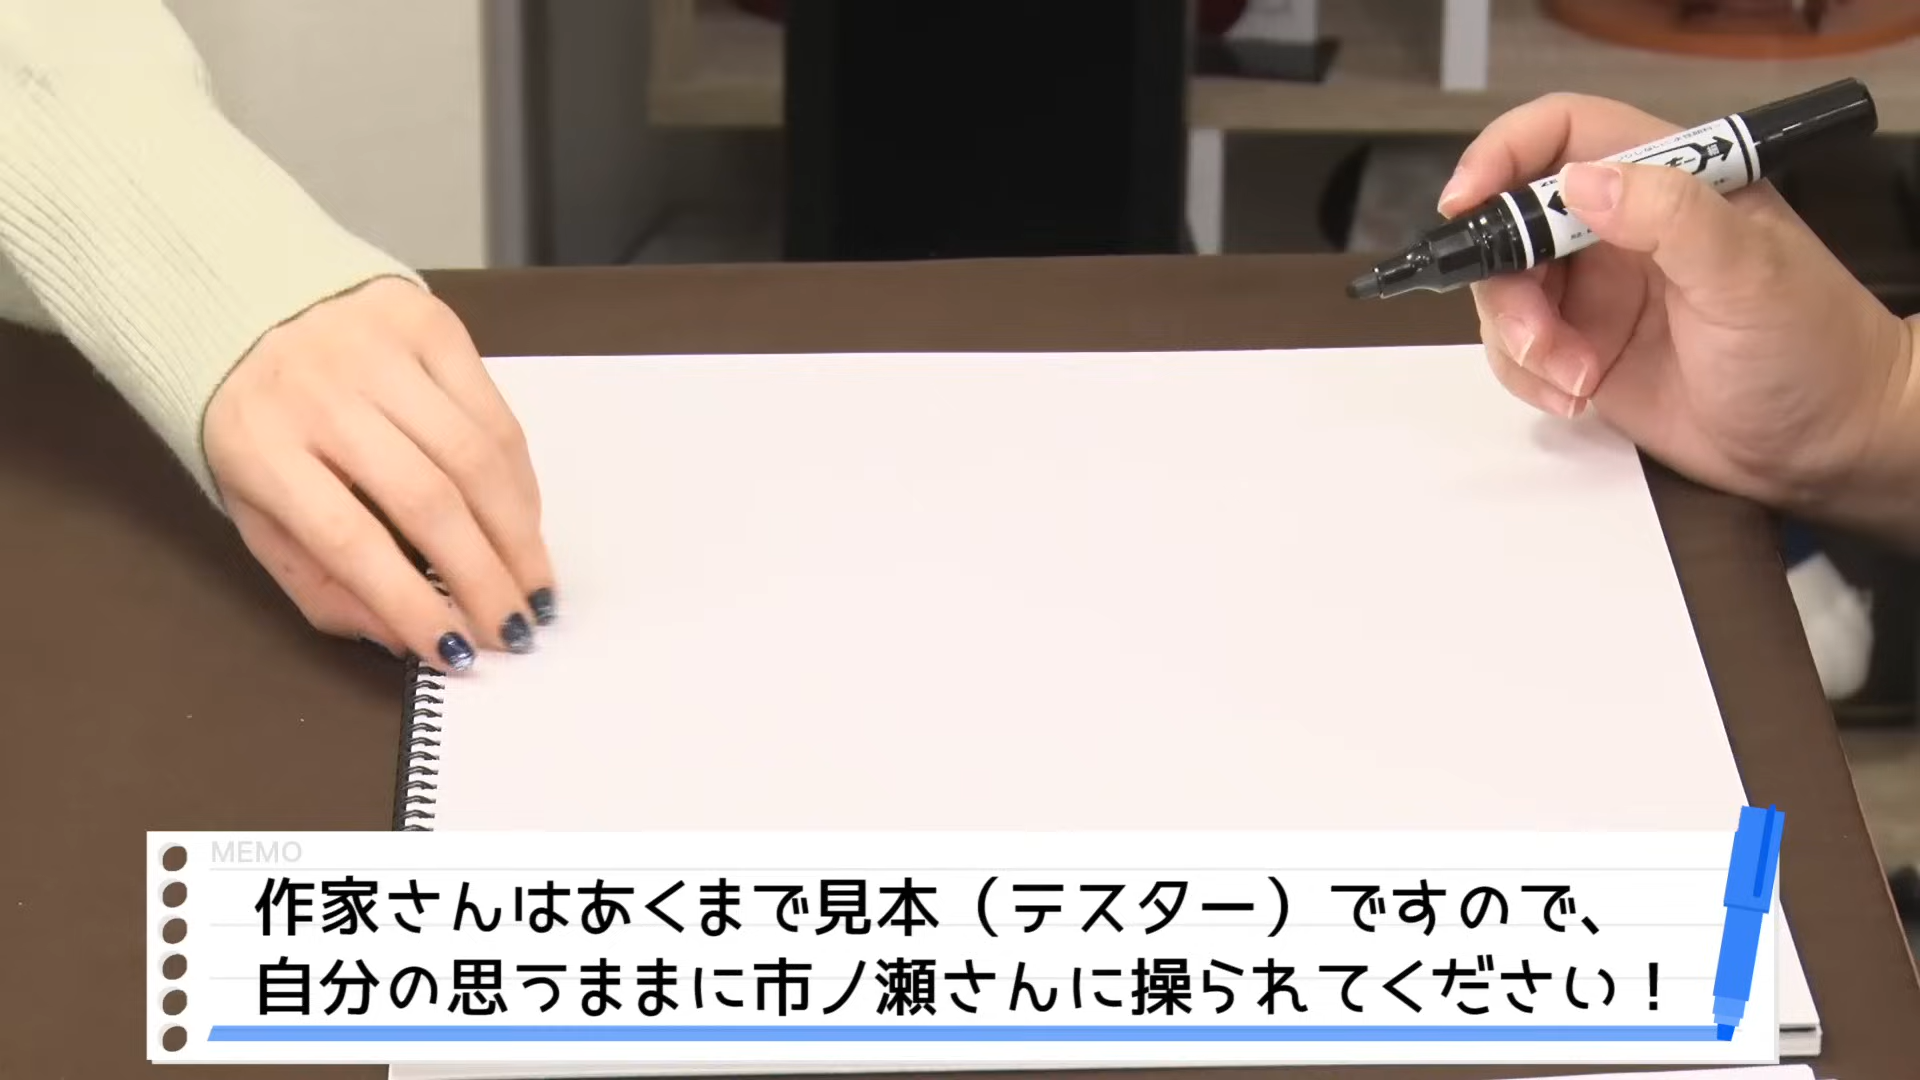 MEMO
作家さんはあくまで見本（テスター）ですので、
自分の思うままに市ノ瀬さんに操られてください！